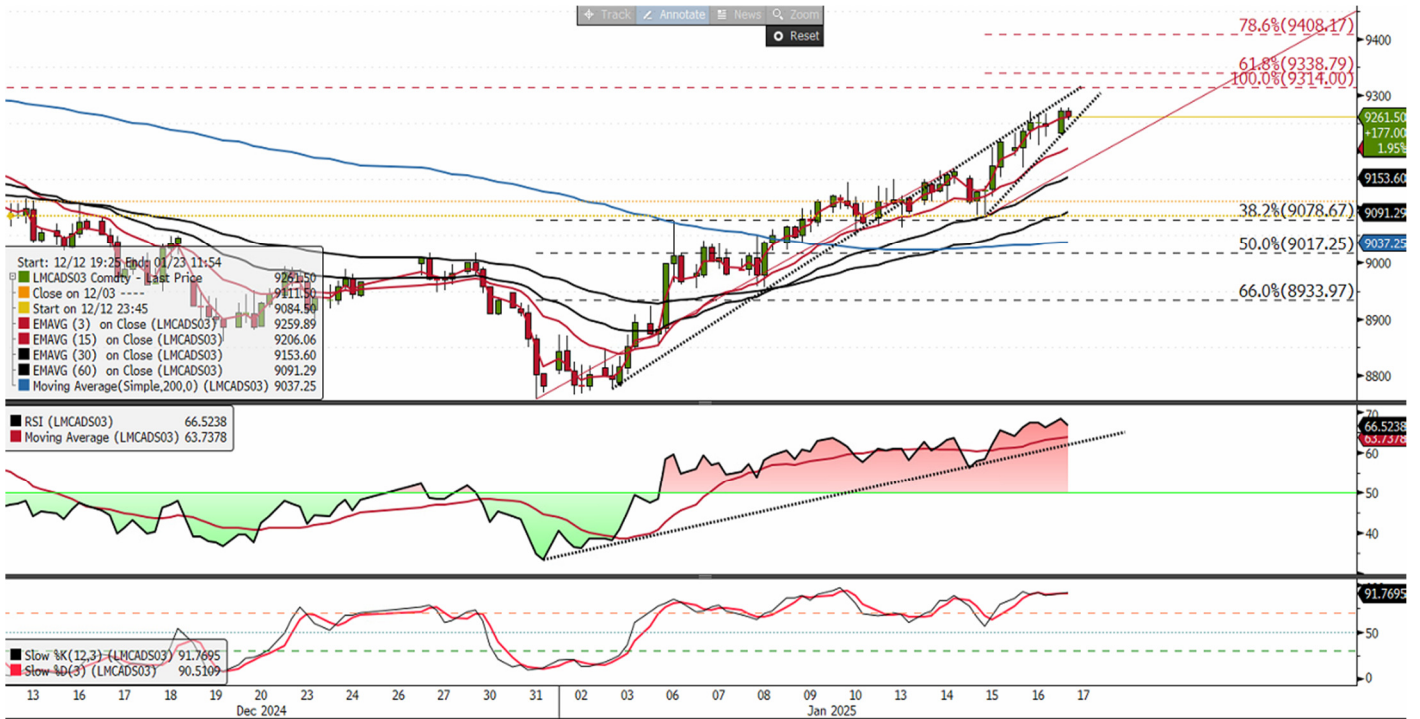 Track Annotate News Zoom
Reset
78.6%(9408.17)
61.8%(9338.79)
100.0%(9314.00)
38.2%(9078.67)
50.0%(9017.25)
66.0%(8933.97)
9400
9300
9261.50
+177.00
1.95%
9153.60
9091.29
9037.25
9000
8900
8800
Start: 12/12 19:25 End: 01/23 11:54
LMCADS03 Comdty - Last Price 9261.50
Close on 12/03 ---- 9111.50
Start on 12/12 23:45 9084.50
EMAVG (3) on Close (LMCADS03) 9259.89
EMAVG (15) on Close (LMCADS03) 9206.06
EMAVG (30) on Close (LMCADS03) 9153.60
EMAVG (60) on Close (LMCADS03) 9091.29
Moving Average(Simple,200,0) (LMCADS03) 9037.25
RSI (LMCADS03) 66.5238
Moving Average (LMCADS03) 63.7378
70
66.5238
63.7378
60
50
40
91.7695
50
0
Slow %K(12,3) (LMCADS03) 91.7695
Slow %D(3) (LMCADS03) 90.5109
13 16 17 18 19 20 23 24 26 27 30 31 02 03 06 07 08 09 10 13 14 15 16 17
Dec 2024 Jan 2025